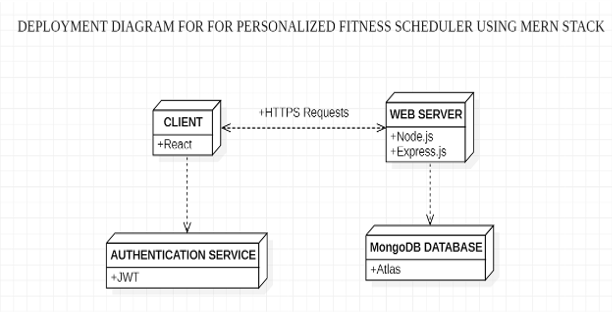 DEPLOYMENT DIAGRAM FOR FOR PERSONALIZED FITNESS SCHEDULER USING MERN STACK
+HTTPS Requests
CLIENT
+React
WEB SERVER
+Node.js
+Express.js
AUTHENTICATION SERVICE
+JWT
MongoDB DATABASE
+Atlas